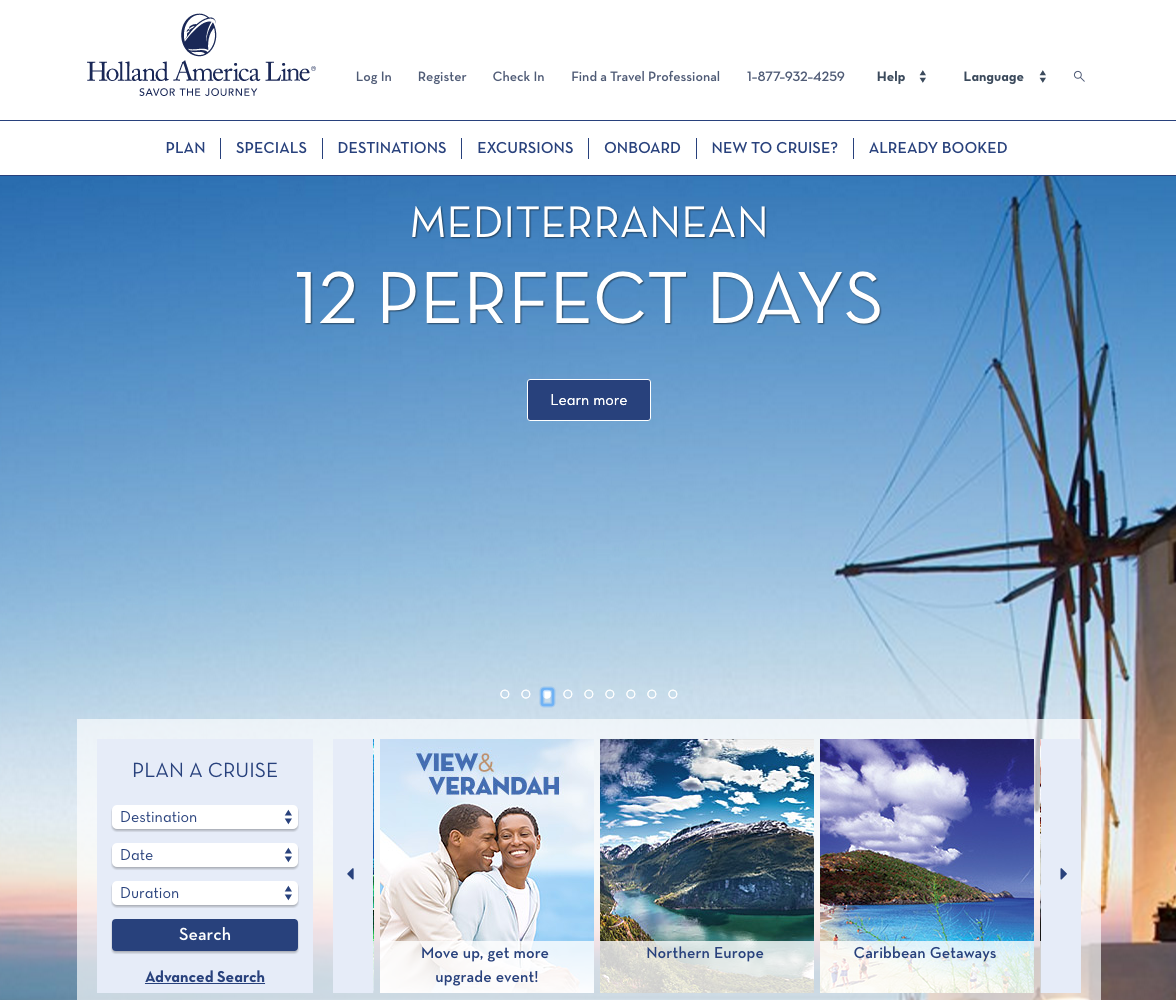 Holland America Line®
SAVOR THE JOURNEY
Log In Register Check In Find a Travel Professional 1-877-932-4259 Help Language
PLAN SPECIALS DESTINATIONS EXCURSIONS ONBOARD NEW TO CRUISE? ALREADY BOOKED
MEDITERRANEAN
12 PERFECT DAYS
Learn more
PLAN A CRUISE
Destination
Date
Duration
Search
Advanced Search
VIEW&
VERANDAH
Move up, get more
upgrade event!
Northern Europe
Caribbean Getaways